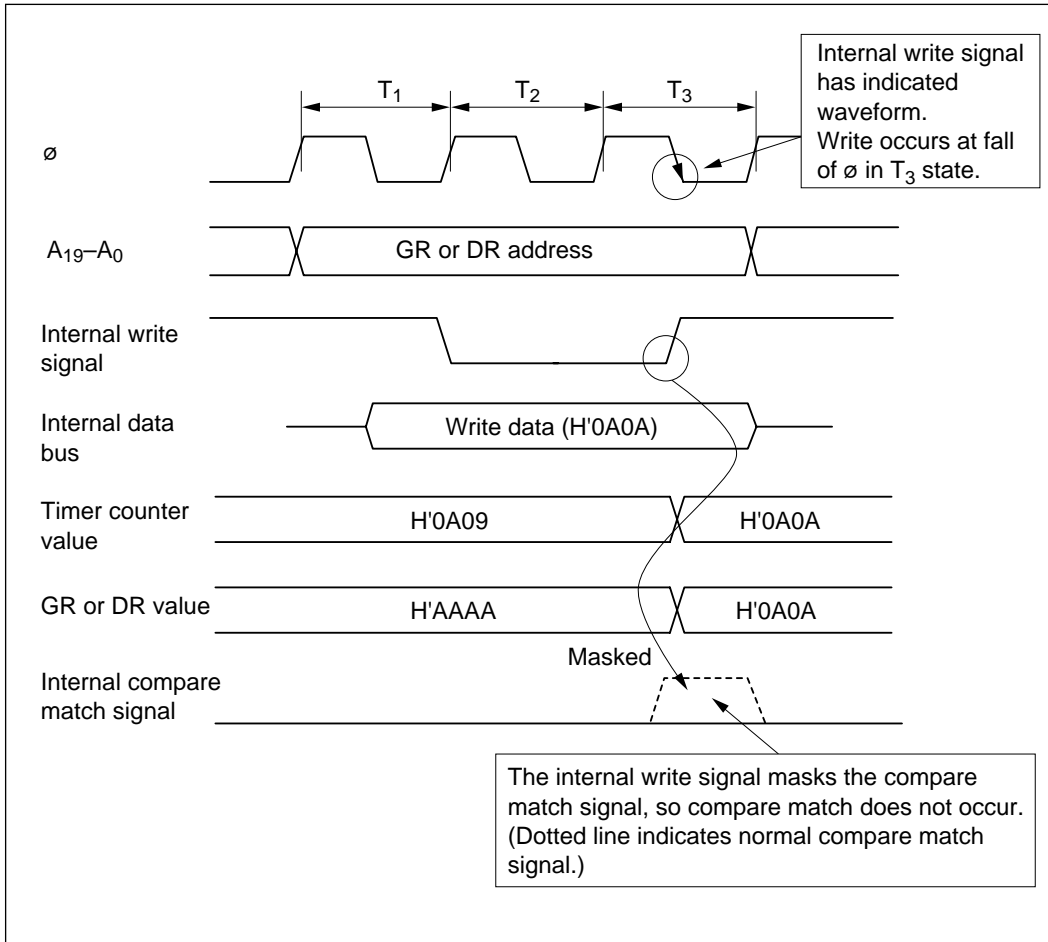 Internal write signal
has indicated
waveform.
Write occurs at fall
of ø in T3 state.
T1
T2
T3
ø
A19–A0
GR or DR address
Internal write
signal
Internal data
bus
Write data (H'0A0A)
Timer counter
value
H'0A09
H'0A0A
GR or DR value
H'AAAA
H'0A0A
Masked
Internal compare
match signal
The internal write signal masks the compare
match signal, so compare match does not occur.
(Dotted line indicates normal compare match
signal.)